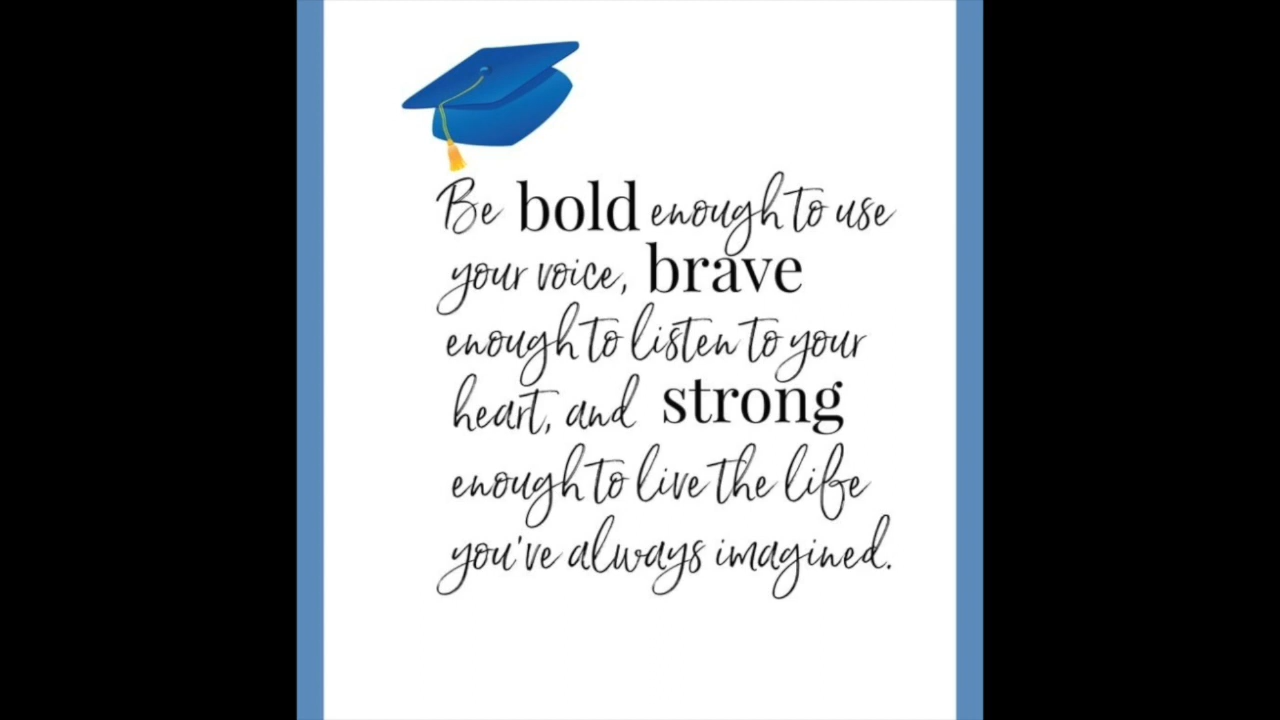 Be bold enough to use
your voice, brave
enough to listen to your
heart, and strong
enough to live the life
you've always imagined.